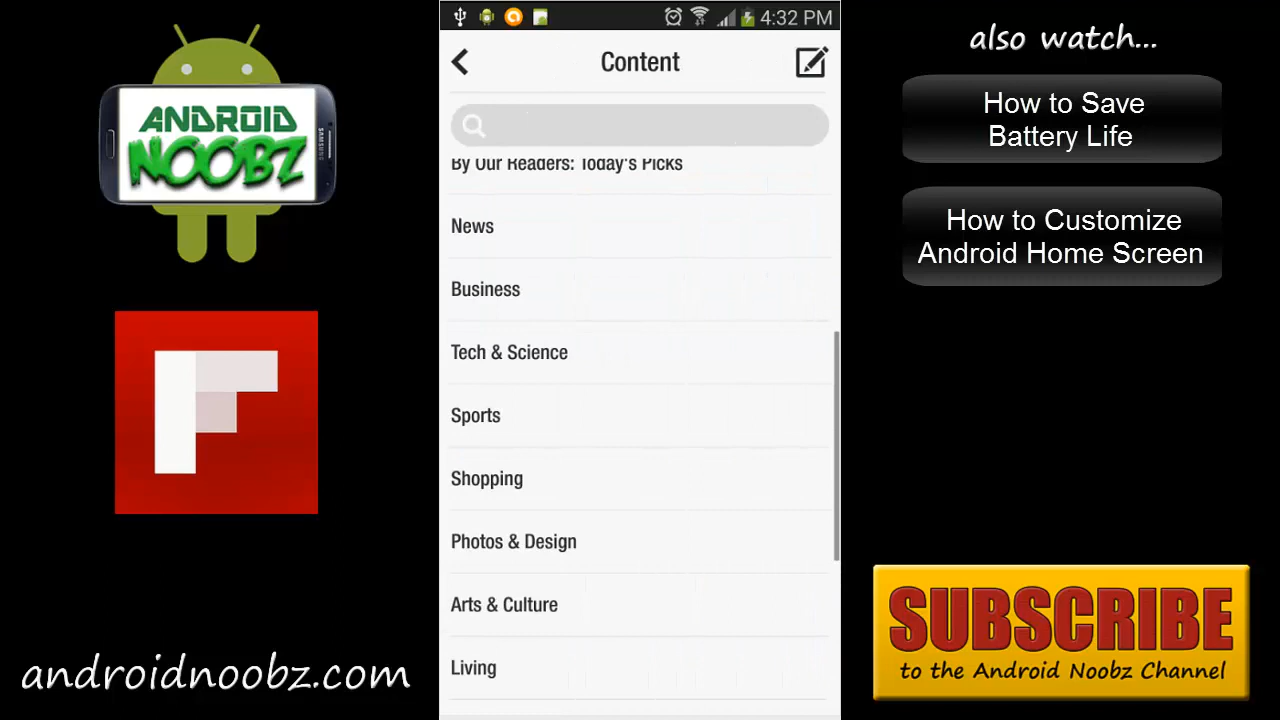 ANDROID
NOOBZ
SAMSUNG
androidnoobz.com
4:32 PM
Content
By Our Readers: Today's Picks
News
Business
Tech & Science
Sports
Shopping
Photos & Design
Arts & Culture
Living
also watch...
How to Save
Battery Life
How to Customize
Android Home Screen
SUBSCRIBE
to the Android Noobz Channel